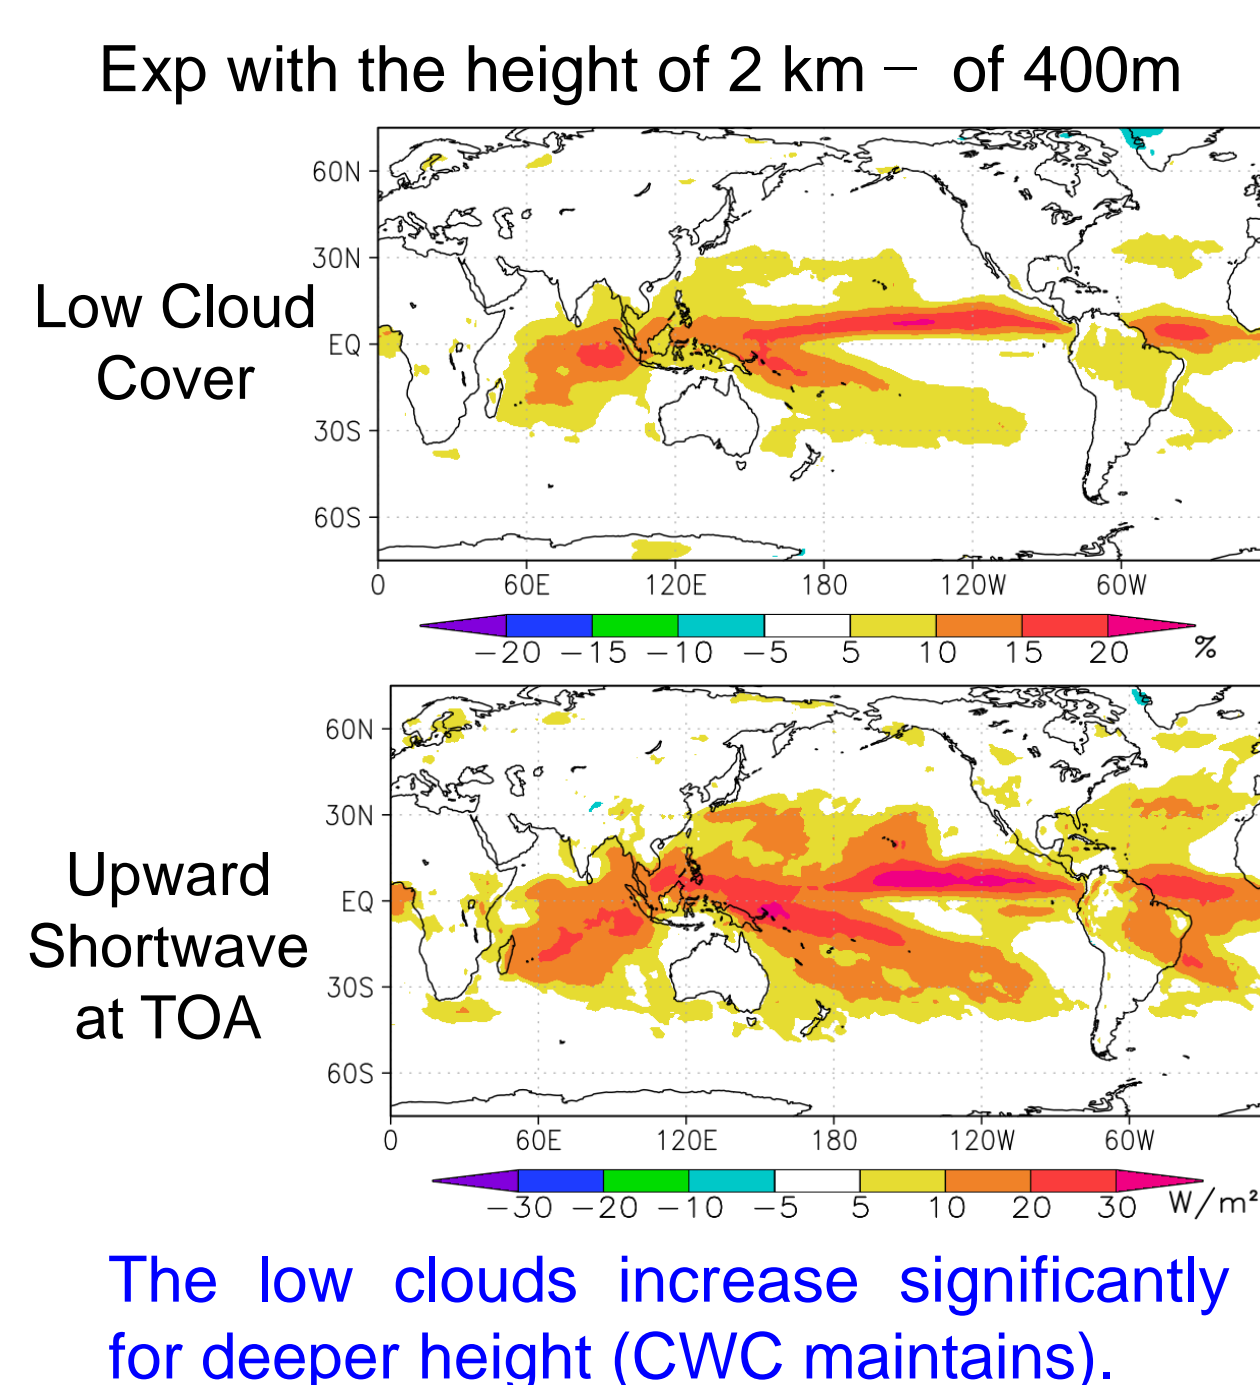 Exp with the height of 2 km – of 400m
Low Cloud
Cover
60N
30N
EQ
30S
60S
0 60E 120E 180 120W 60W
−20 −15 −10 −5 5 10 15 20 %
Upward
Shortwave
at TOA
60N
30N
EQ
30S
60S
0 60E 120E 180 120W 60W
−30 −20 −10 −5 5 10 20 30 W/m²
The low clouds increase significantly
for deeper height (CWC maintains).